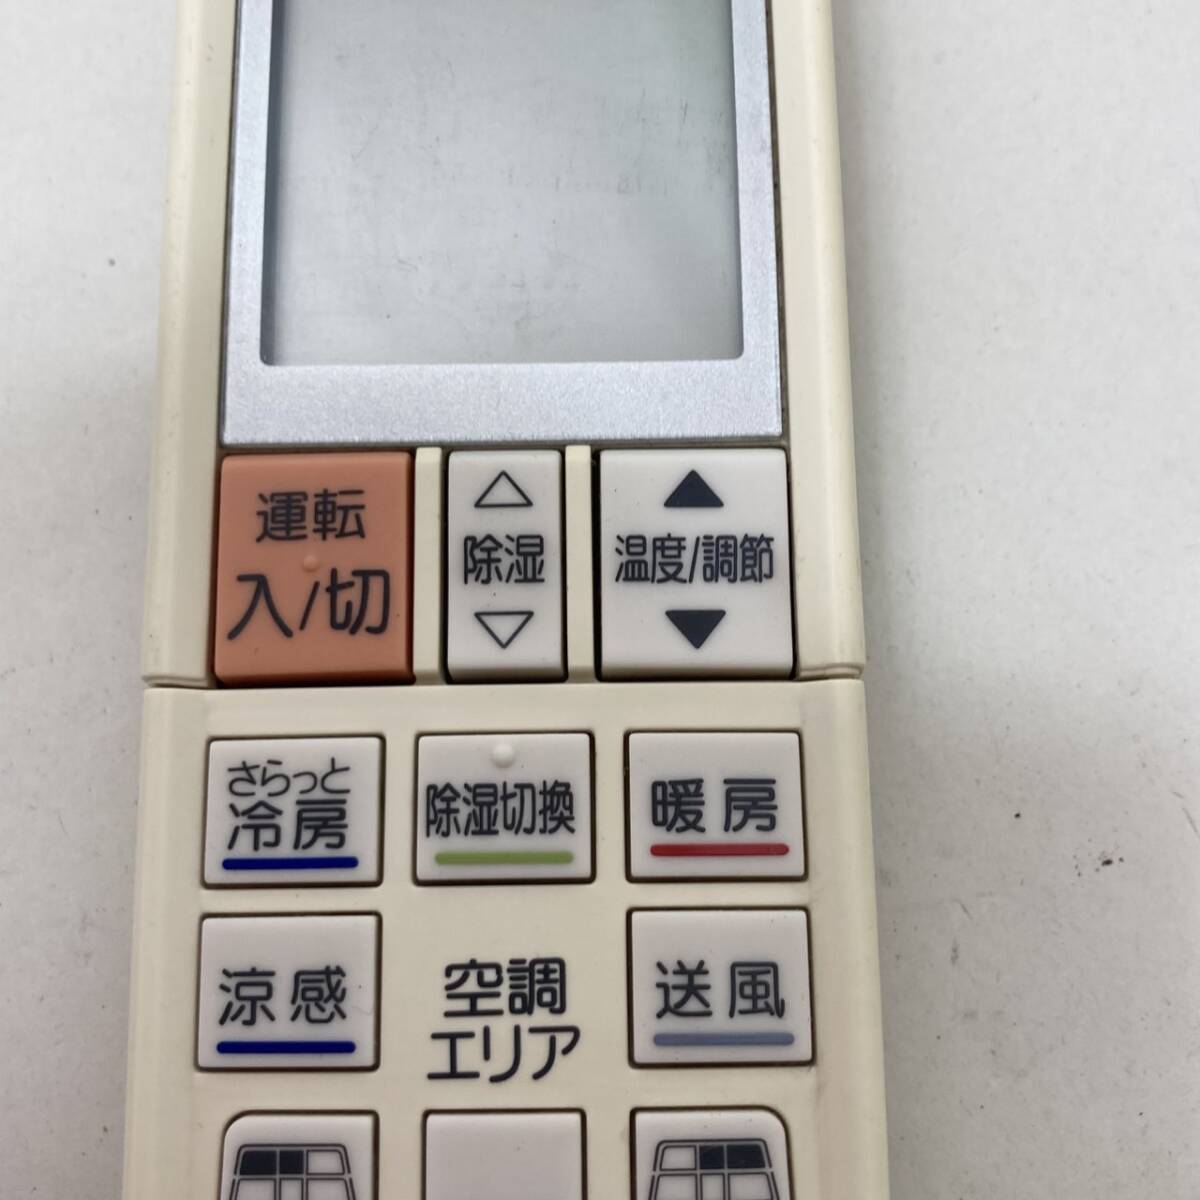 運転
入/切
△
除湿
▽
▲
温度/調節
▼
さらっと
冷房
除湿切換
暖房
涼感
空調
エリア
送風